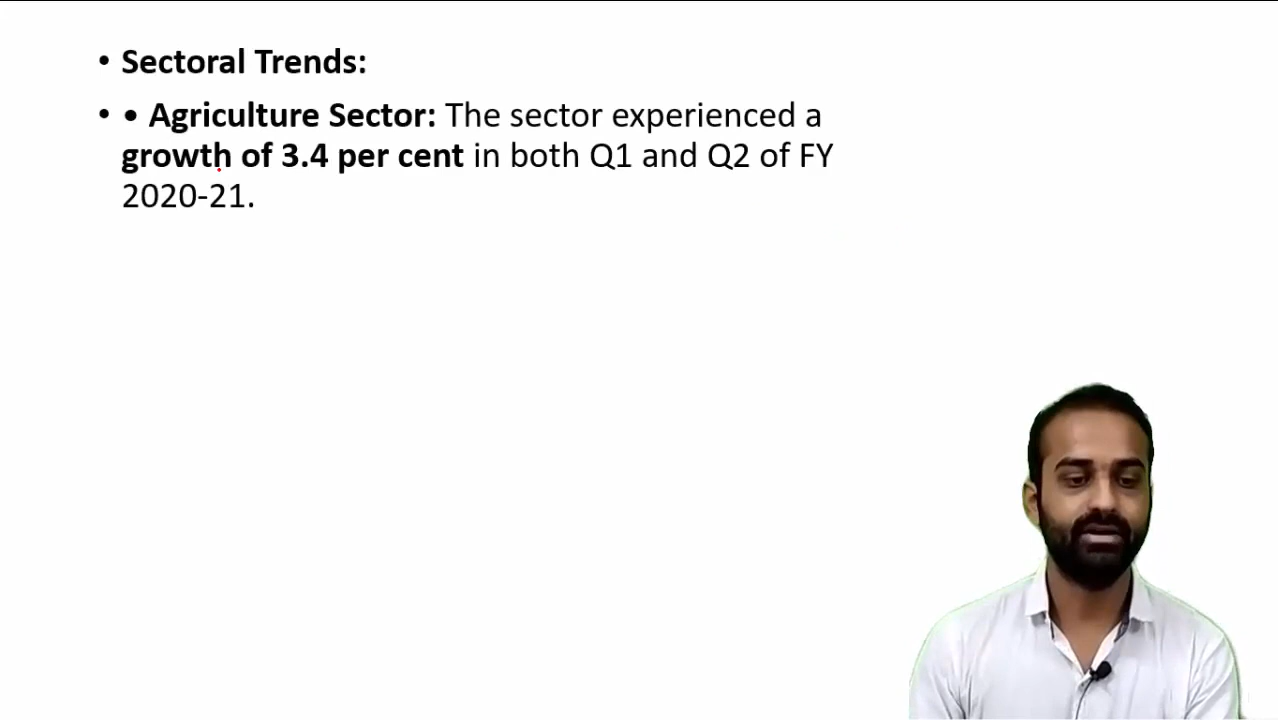 • Sectoral Trends:
• • Agriculture Sector: The sector experienced a
growth of 3.4 per cent in both Q1 and Q2 of FY
2020-21.